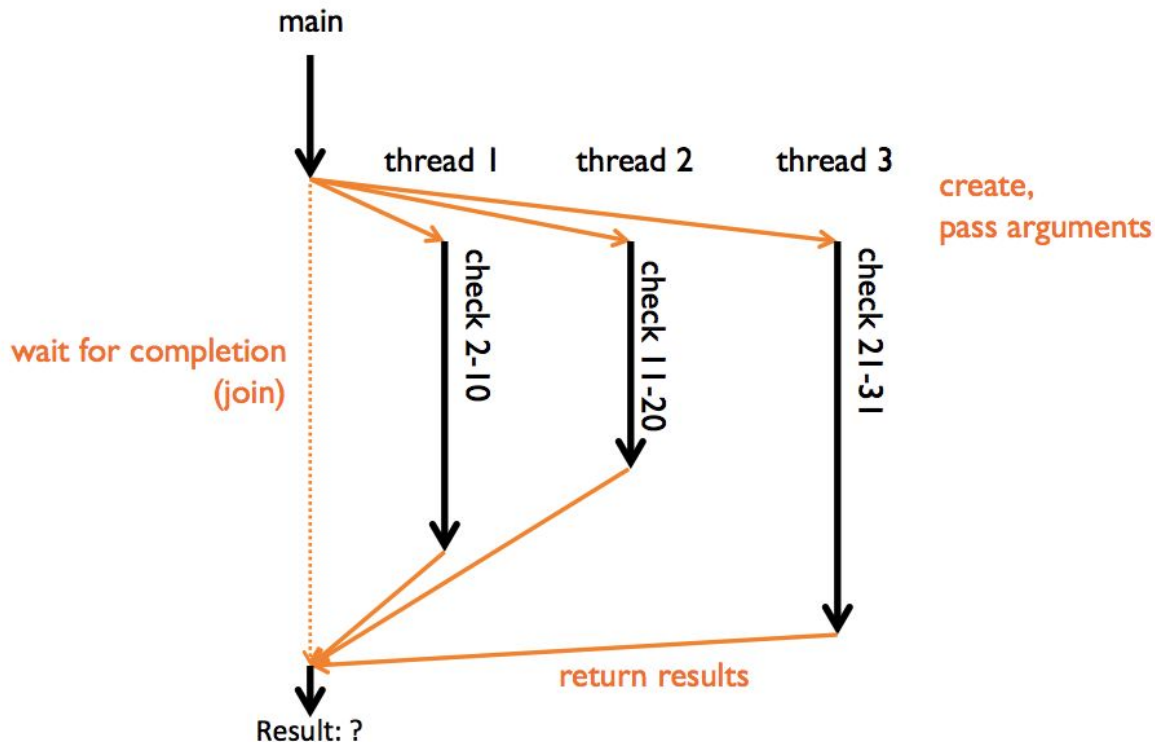 main
thread 1
thread 2
thread 3
create,
pass arguments
check 2-10
check 11-20
check 21-31
wait for completion
(join)
return results
Result: ?